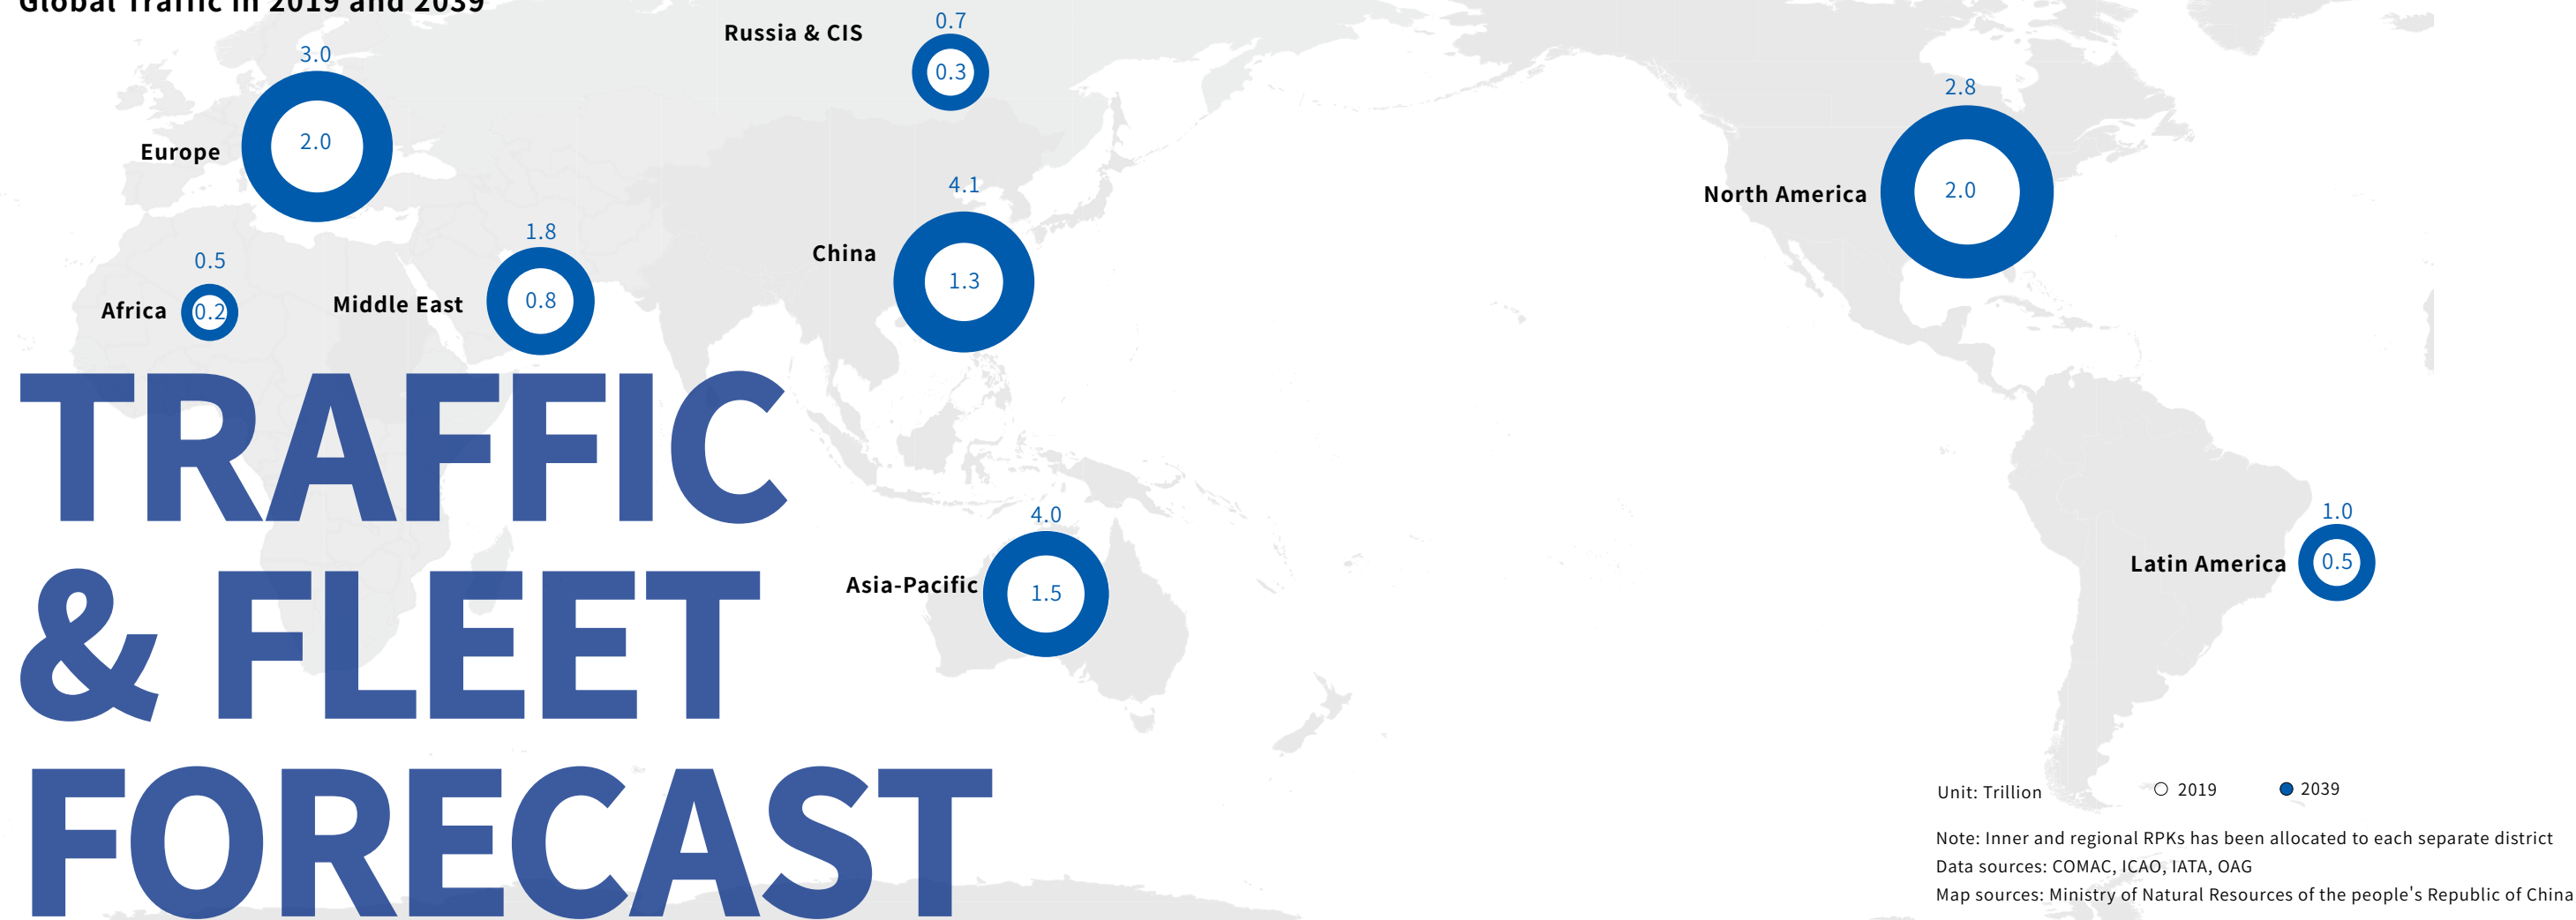 Global Traffic in 2019 and 2039
Russia & CIS
0.7
0.3
3.0
2.0
Europe
2.8
2.0
North America
4.1
China
1.3
1.8
Middle East
0.8
0.5
Africa
0.2
TRAFFIC
& FLEET
FORECAST
4.0
Asia-Pacific
1.5
1.0
Latin America
0.5
Unit: Trillion
2019
2039
Note: Inner and regional RPKs has been allocated to each separate district
Data sources: COMAC, ICAO, IATA, OAG
Map sources: Ministry of Natural Resources of the people's Republic of China